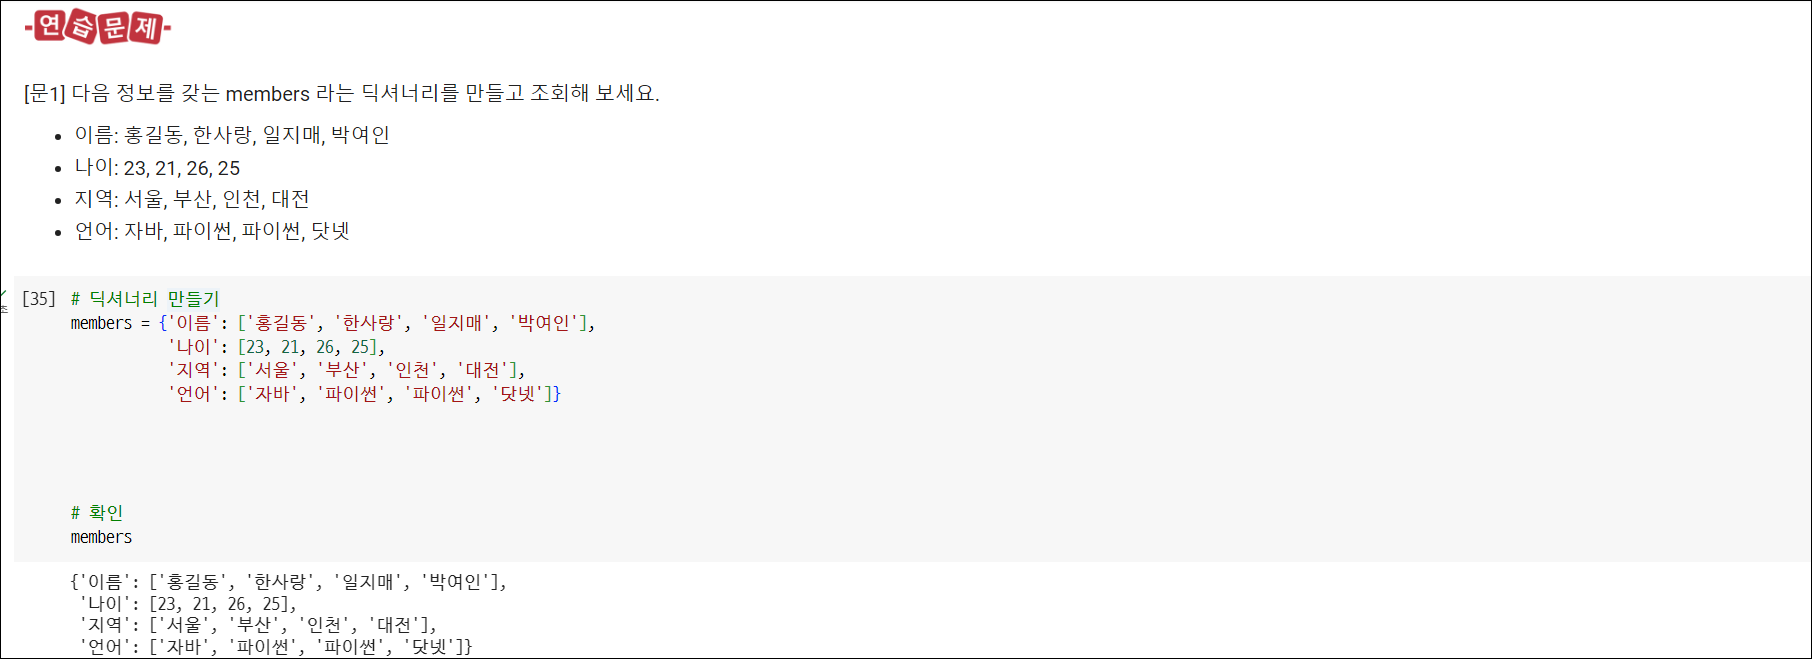 -연습문제-
[문1] 다음 정보를 갖는 members 라는 딕셔너리를 만들고 조회해 보세요.
• 이름: 홍길동, 한사랑, 일지매, 박여인
• 나이: 23, 21, 26, 25
• 지역: 서울, 부산, 인천, 대전
• 언어: 자바, 파이썬, 파이썬, 닷넷
[35] # 딕셔너리 만들기
members = {'이름': ['홍길동', '한사랑', '일지매', '박여인'],
'나이': [23, 21, 26, 25],
'지역': ['서울', '부산', '인천', '대전'],
'언어': ['자바', '파이썬', '파이썬', '닷넷']}
# 확인
members
{'이름': ['홍길동', '한사랑', '일지매', '박여인'],
'나이': [23, 21, 26, 25],
'지역': ['서울', '부산', '인천', '대전'],
'언어': ['자바', '파이썬', '파이썬', '닷넷']}